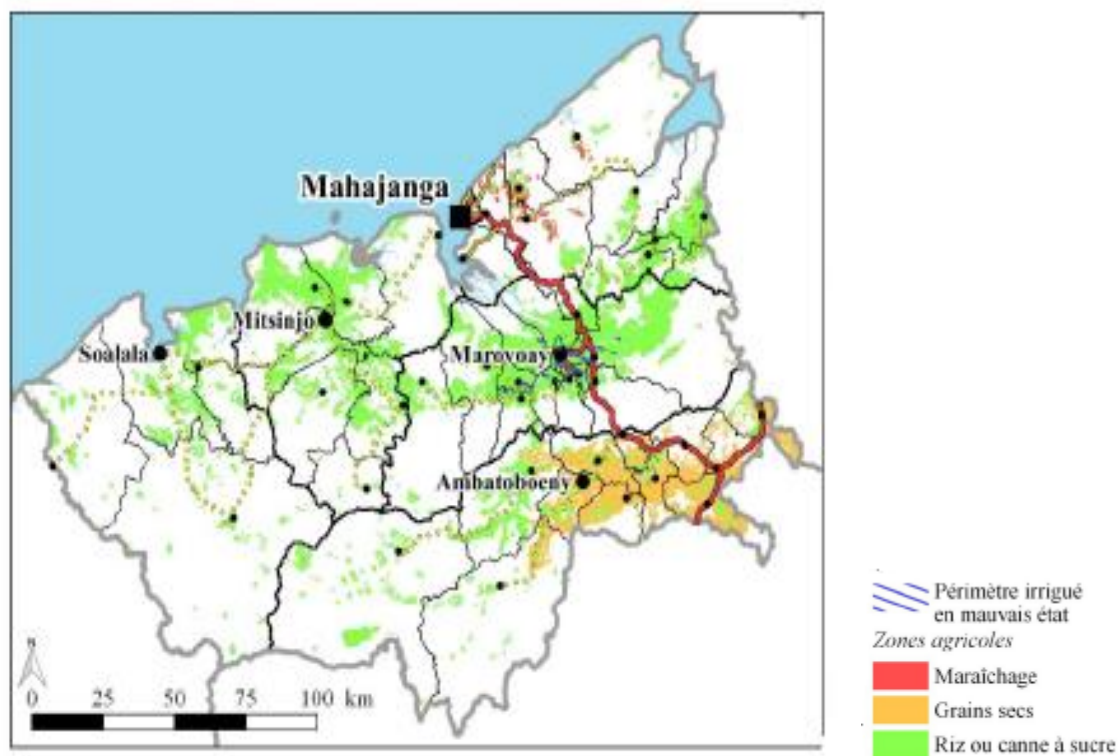 Mahajanga
Mitsinjo
Soalala
Marovoay
Ambatoboeny
N
0 25 50 75 100 km
Périmètre irrigué
en mauvais état
Zones agricoles
Maraîchage
Grains secs
Riz ou canne à sucre